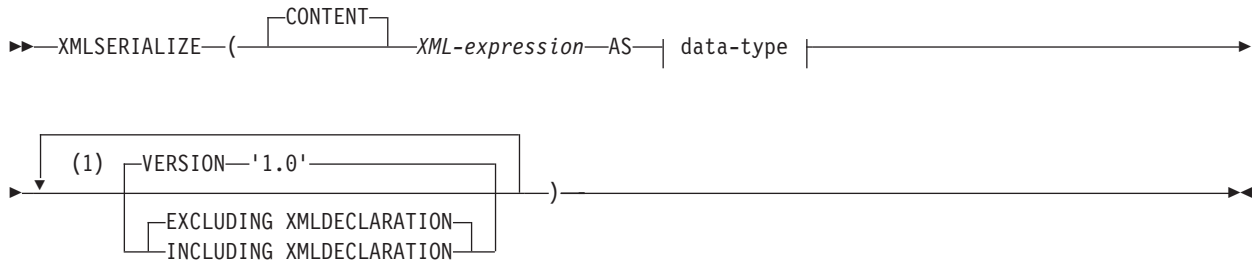 CONTENT
XMLSERIALIZE ( XML-expression AS data-type
(1) VERSION '1.0' )
EXCLUDING XMLDECLARATION
INCLUDING XMLDECLARATION